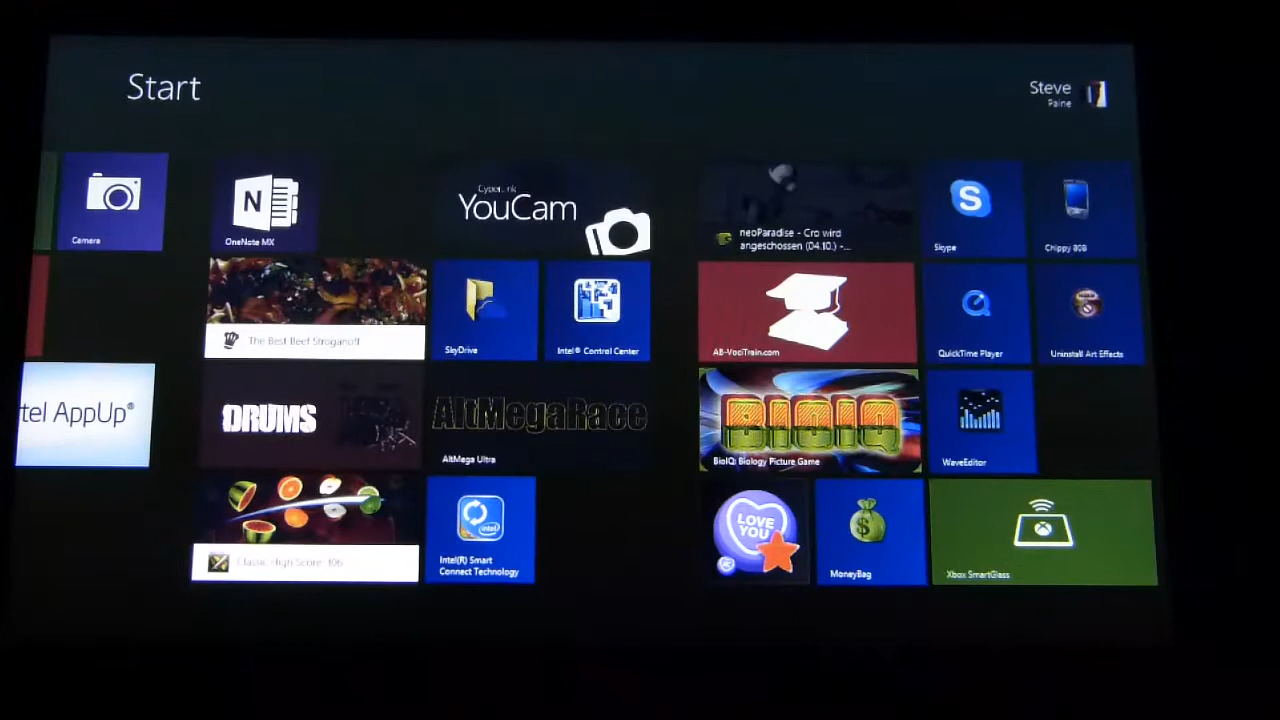 Start
Steve
Paine
Camera
N
OneNote MX
CyberLink
YouCam
neoParadise - Cro wird
angeschossen (04.10.) -...
S
Skype
Chippy 808
The Best Beef Stroganoff
SkyDrive
Intel® Control Center
AB-VociTrain.com
QuickTime Player
Uninstall Art Effects
tel AppUp®
DRUMS
AltMegaRace
AltMega Ultra
BIOIQ
BioIQ: Biology Picture Game
WaveEditor
Classic High Score: 106
intel
Intel(R) Smart
Connect Technology
LOVE
YOU
$
MoneyBag
Xbox SmartGlass